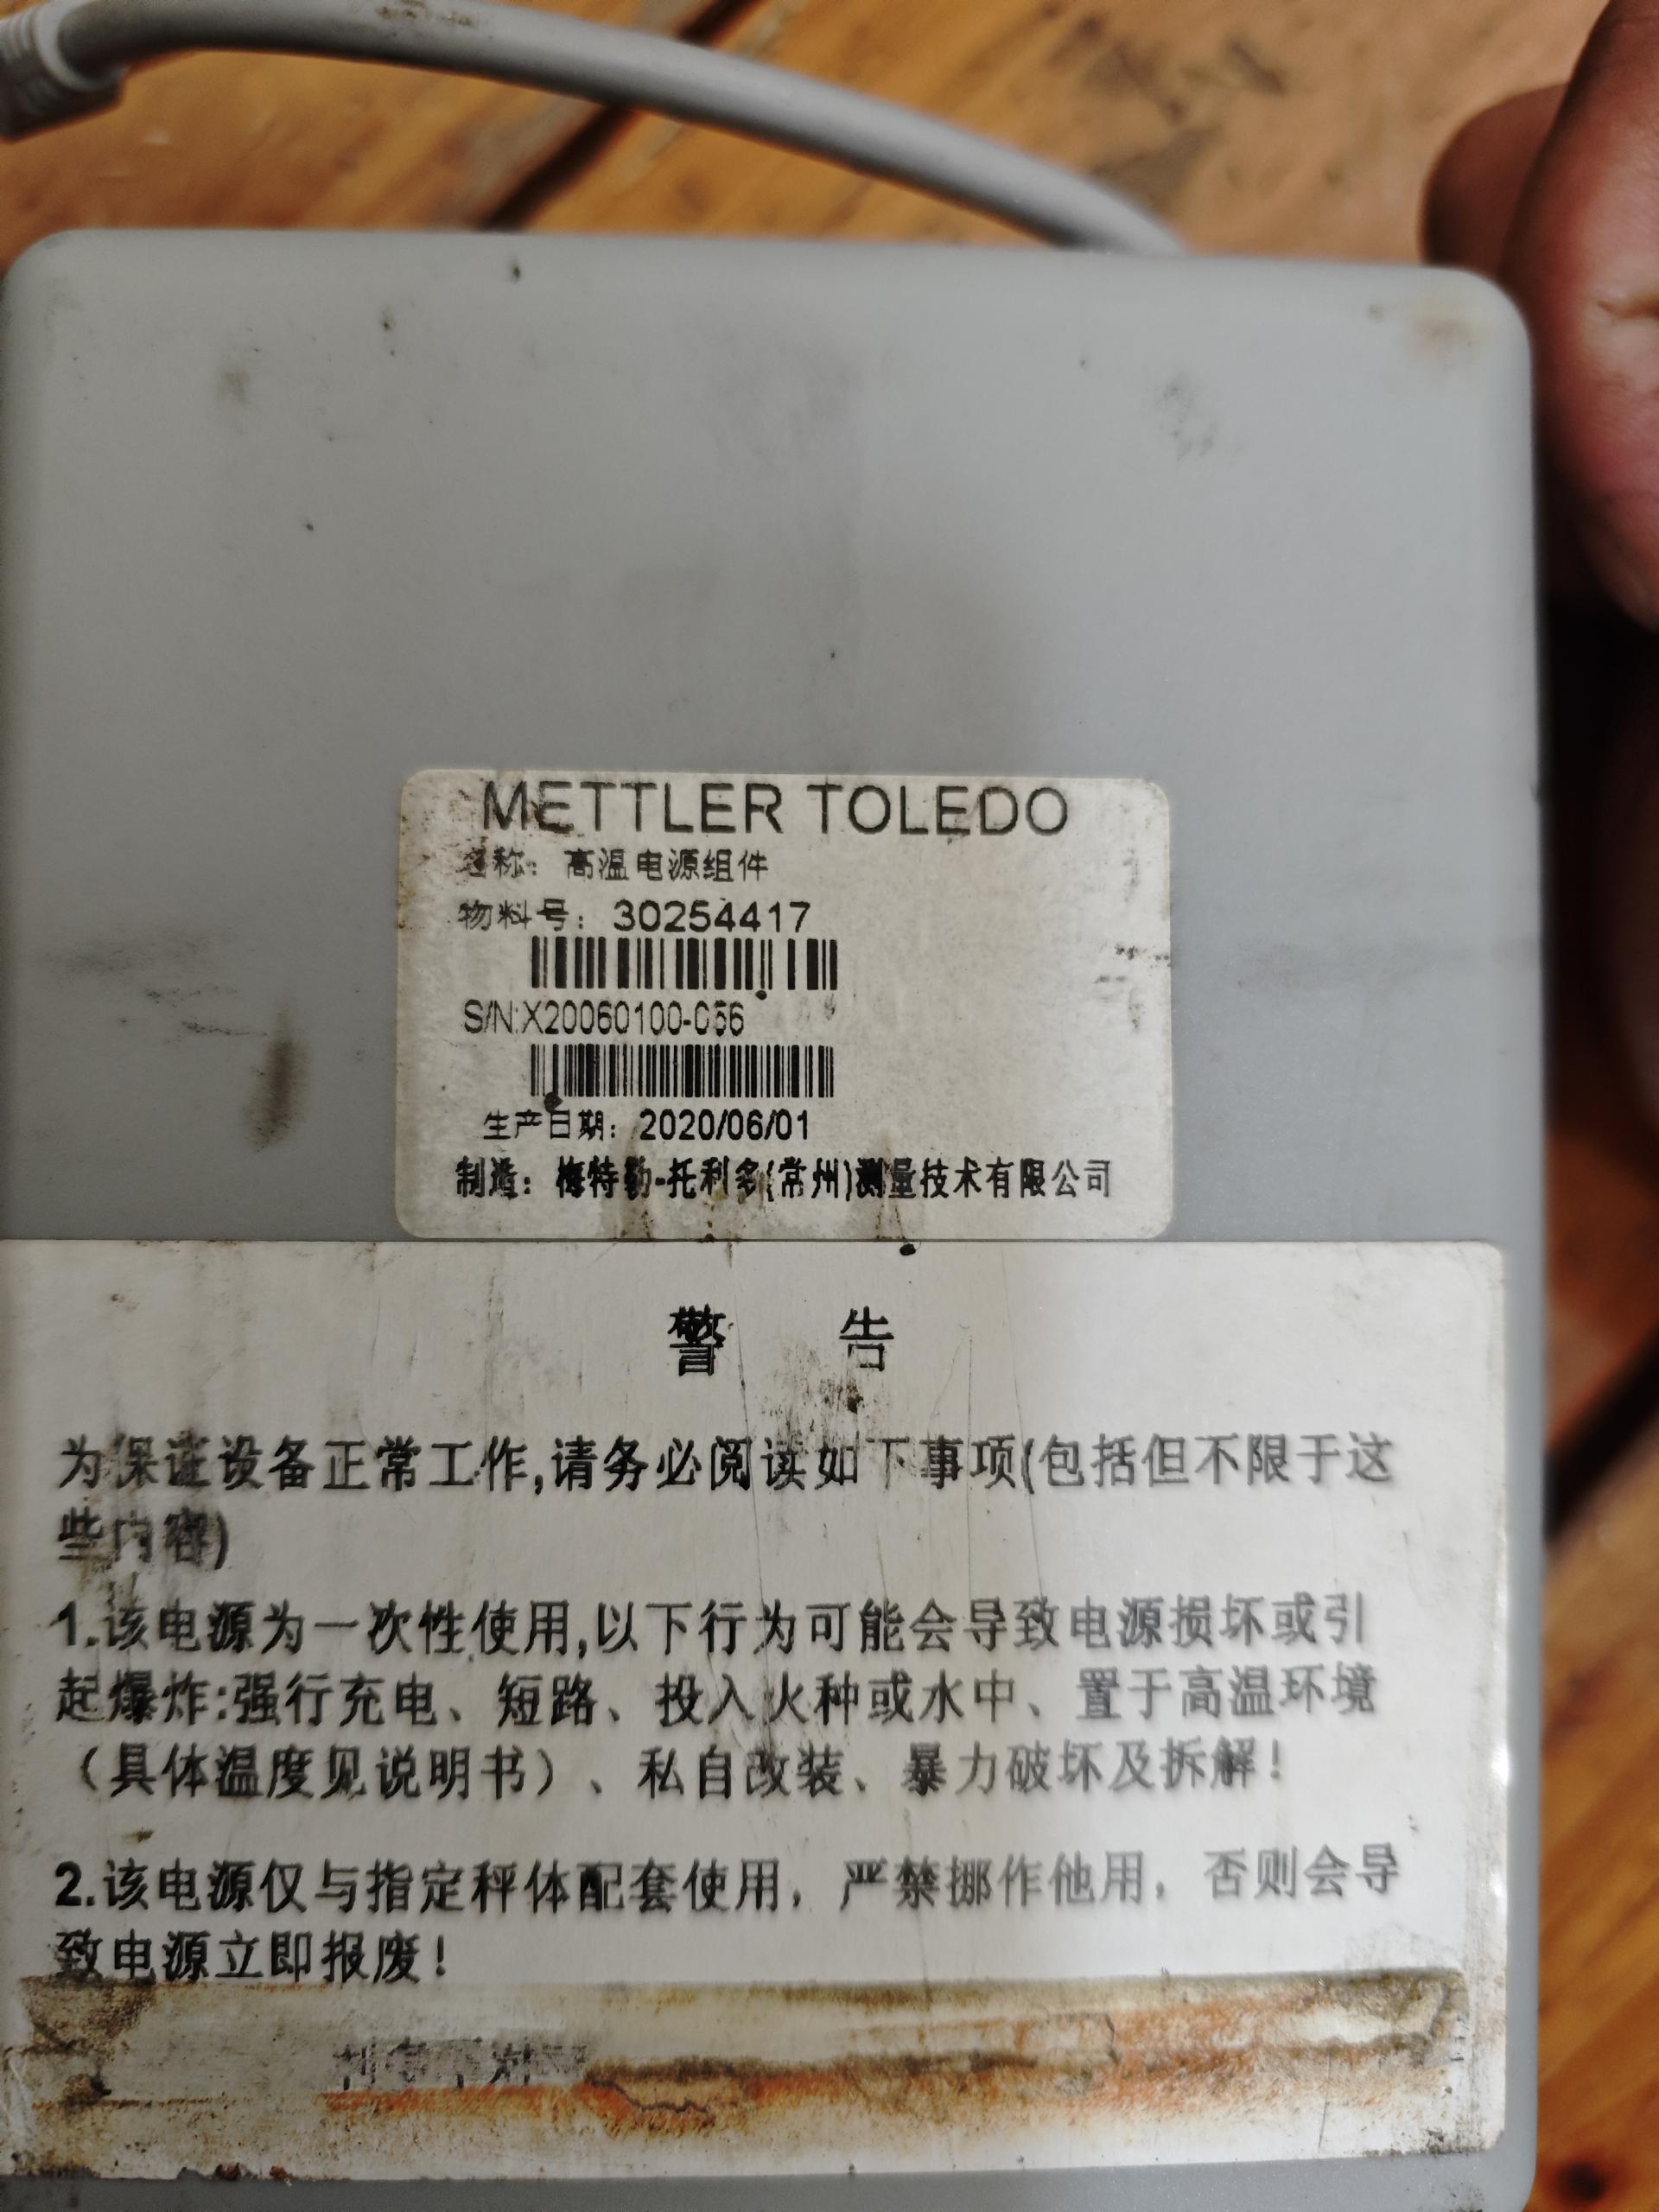 METTLER TOLEDO
名称：高温电源组件
物料号：30254417
S/N:X20060100-056
生产日期：2020/06/01
制造：梅特勒-托利多(常州)测量技术有限公司
警 告
为保证设备正常工作,请务必阅读如下事项(包括但不限于这
些内容)
1.该电源为一次性使用,以下行为可能会导致电源损坏或引
起爆炸:强行充电、短路、投入火种或水中、置于高温环境
（具体温度见说明书）、私自改装、暴力破坏及拆解！
2.该电源仅与指定秤体配套使用，严禁挪作他用，否则会导
致电源立即报废！